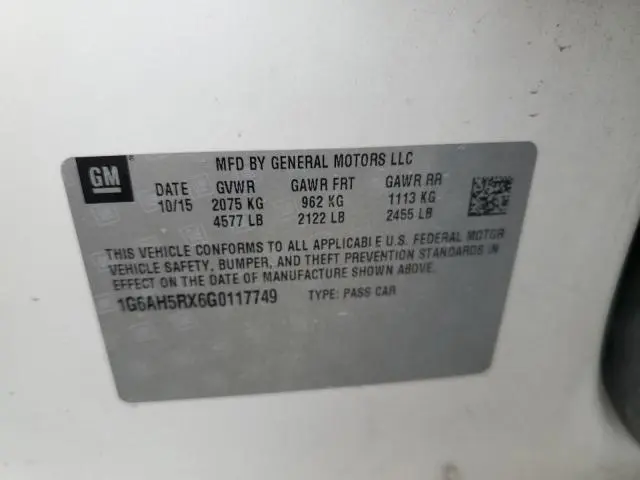 GM
MFD BY GENERAL MOTORS LLC
DATE GVWR GAWR FRT GAWR RR
10/15 2075 KG 962 KG 1113 KG
4577 LB 2122 LB 2455 LB
THIS VEHICLE CONFORMS TO ALL APPLICABLE U.S. FEDERAL MOTOR
VEHICLE SAFETY, BUMPER, AND THEFT PREVENTION STANDARDS IN
EFFECT ON THE DATE OF MANUFACTURE SHOWN ABOVE.
1G6AH5RX6G0117749 TYPE: PASS CAR